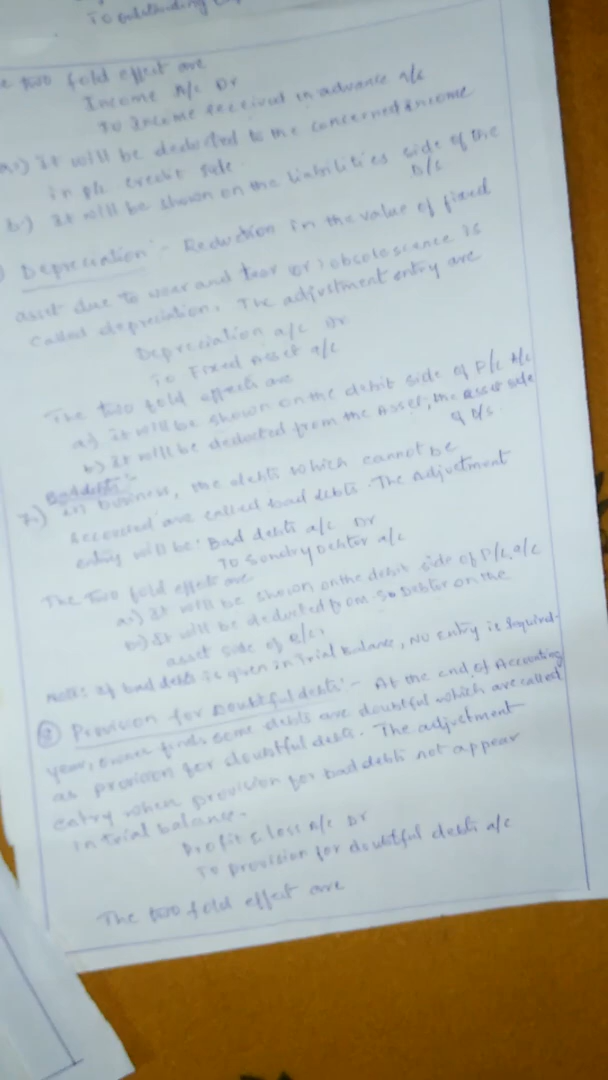 To outstanding
e two fold effect are
Income A/c Dr
To Income received in advance a/c
a.) It will be deducted to the concerned income
in p/L credit side
b.) It will be shown on the liabilities side of the
B/S
) Depreciation :- Reduction in the value of fixed
asset due to wear and tear (or) obsolescence is
called depreciation. The adjustment entry are
Depreciation a/c Dr
To Fixed Asset a/c
The two fold effects are
a) it will be shown on the debit side of P/L A/c
b) It will be deducted from the Asset, the asset side
of B/S.
Bad debts :-
7.) In business, the debts which cannot be
recovered are called bad debts. The Adjustment
entry will be: Bad debts a/c Dr
To Sundry Debtor a/c
The two fold effect are
a.) It will be shown on the debit side of P/L a/c
b) It will be deducted from Debtor on the
asset side of B/S.
Note: If bad debts is given in Trial balance, No entry is required.
8 Provision for Doubtful debts :- At the end of Accounting
year, owner finds some debts are doubtful which are called
as provision for doubtful debts. The adjustment
entry when provision for bad debts not appear
in Trial balance.
Profit & loss A/c Dr
To provision for doubtful debts a/c
The two fold effect are